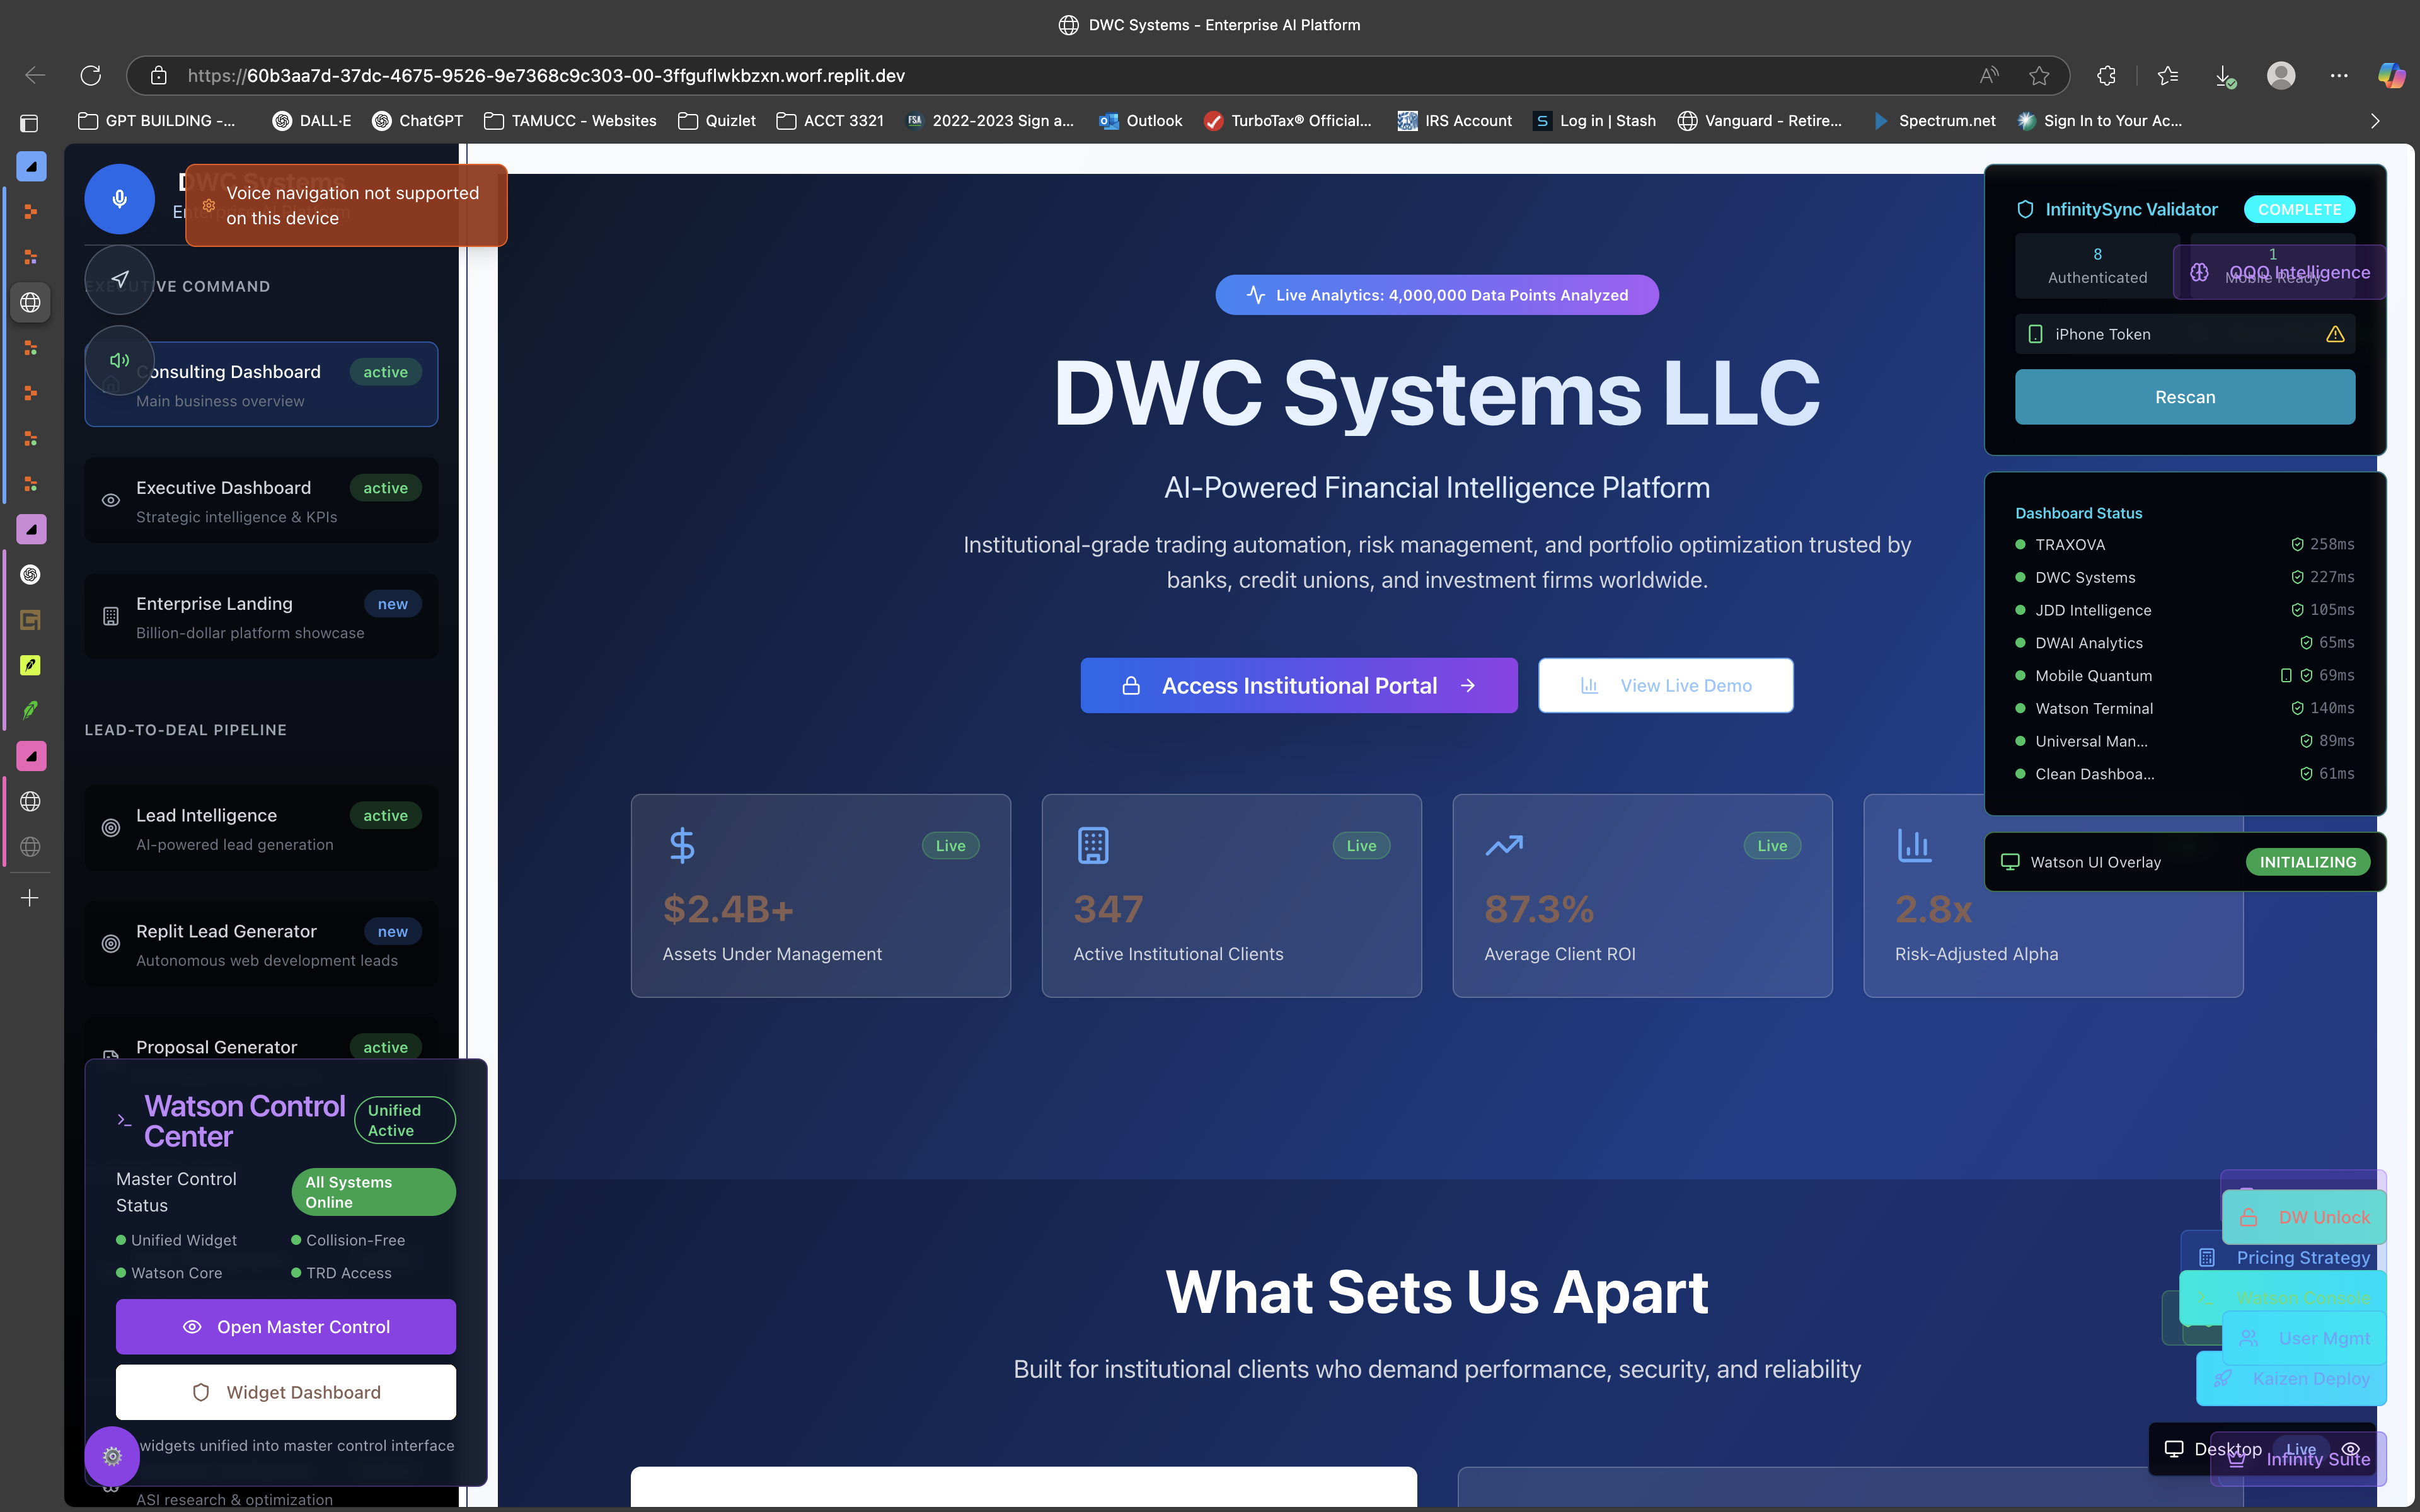 DWC Systems - Enterprise AI Platform
https://60b3aa7d-37dc-4675-9526-9e7368c9c303-00-3ffguflwkbzxn.worf.replit.dev
GPT BUILDING -...
DALL·E
ChatGPT
TAMUCC - Websites
Quizlet
ACCT 3321
FSA
2022-2023 Sign a...
Outlook
TurboTax® Official...
IRS Account
Log in | Stash
Vanguard - Retire...
Spectrum.net
Sign In to Your Ac...
DWC Systems
Voice navigation not supported
on this device
VE COMMAND
Consulting Dashboard
active
Main business overview
Executive Dashboard
active
Strategic intelligence & KPIs
Enterprise Landing
new
Billion-dollar platform showcase
LEAD-TO-DEAL PIPELINE
Lead Intelligence
active
AI-powered lead generation
Replit Lead Generator
new
Autonomous web development leads
Proposal Generator
active
Watson Control
Center
Unified
Active
Master Control
Status
All Systems
Online
Unified Widget
Collision-Free
Watson Core
TRD Access
Open Master Control
Widget Dashboard
widgets unified into master control interface
ASI research & optimization
Live Analytics: 4,000,000 Data Points Analyzed
DWC Systems LLC
AI-Powered Financial Intelligence Platform
Institutional-grade trading automation, risk management, and portfolio optimization trusted by
banks, credit unions, and investment firms worldwide.
Access Institutional Portal
View Live Demo
Live
$2.4B+
Assets Under Management
Live
347
Active Institutional Clients
Live
87.3%
Average Client ROI
2.8x
Risk-Adjusted Alpha
What Sets Us Apart
Built for institutional clients who demand performance, security, and reliability
InfinitySync Validator
COMPLETE
8
Authenticated
1
Mobile Ready
QQQ Intelligence
iPhone Token
Rescan
Dashboard Status
TRAXOVA
258ms
DWC Systems
227ms
JDD Intelligence
105ms
DWAI Analytics
65ms
Mobile Quantum
69ms
Watson Terminal
140ms
Universal Man...
89ms
Clean Dashboa...
61ms
Watson UI Overlay
INITIALIZING
DW Unlock
Pricing Strategy
Watson Console
User Mgmt
Kaizen Deploy
Desktop
Live
Infinity Suite